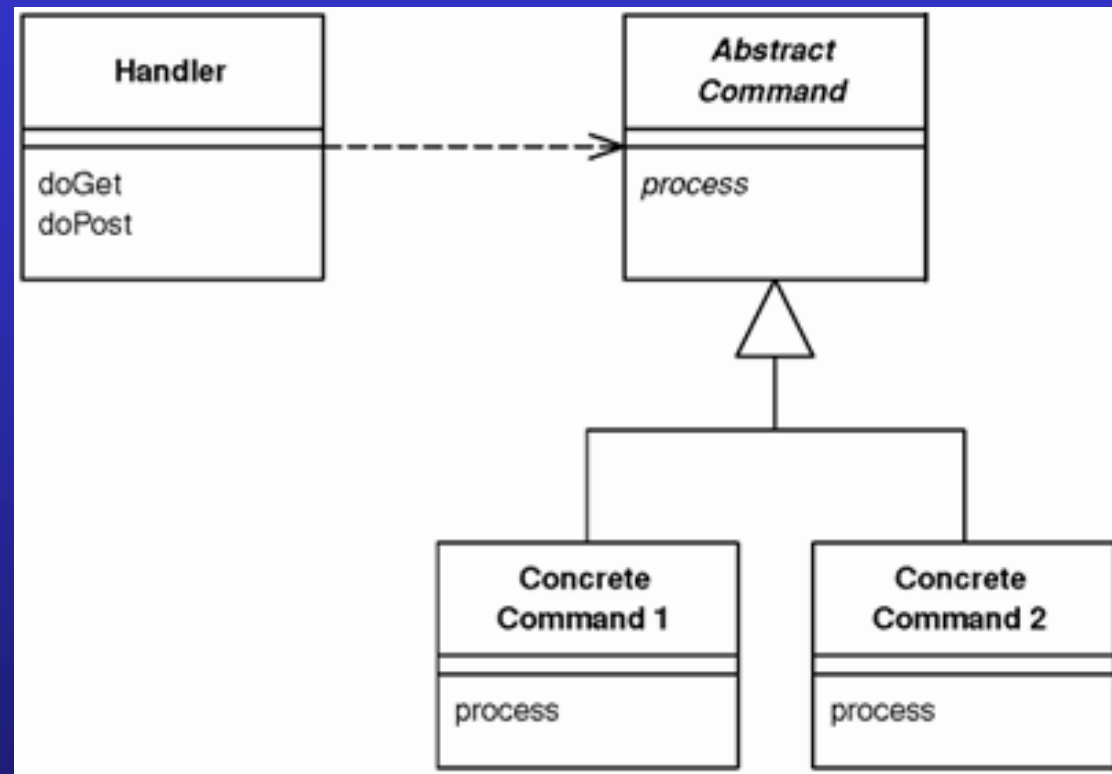 Handler
doGet
doPost
Abstract
Command
process
Concrete
Command 1
process
Concrete
Command 2
process